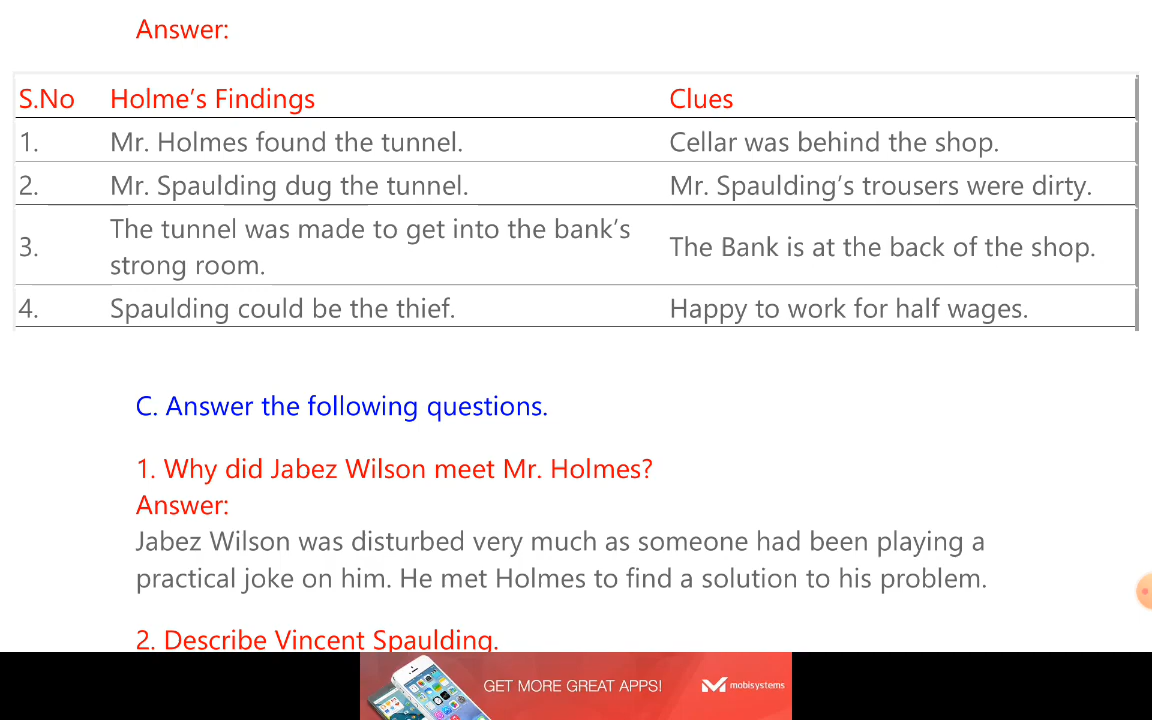 Answer:
S.No Holme’s Findings Clues
1. Mr. Holmes found the tunnel. Cellar was behind the shop.
2. Mr. Spaulding dug the tunnel. Mr. Spaulding’s trousers were dirty.
3. The tunnel was made to get into the bank’s
strong room. The Bank is at the back of the shop.
4. Spaulding could be the thief. Happy to work for half wages.
C. Answer the following questions.
1. Why did Jabez Wilson meet Mr. Holmes?
Answer:
Jabez Wilson was disturbed very much as someone had been playing a
practical joke on him. He met Holmes to find a solution to his problem.
2. Describe Vincent Spaulding.
GET MORE GREAT APPS! mobisystems